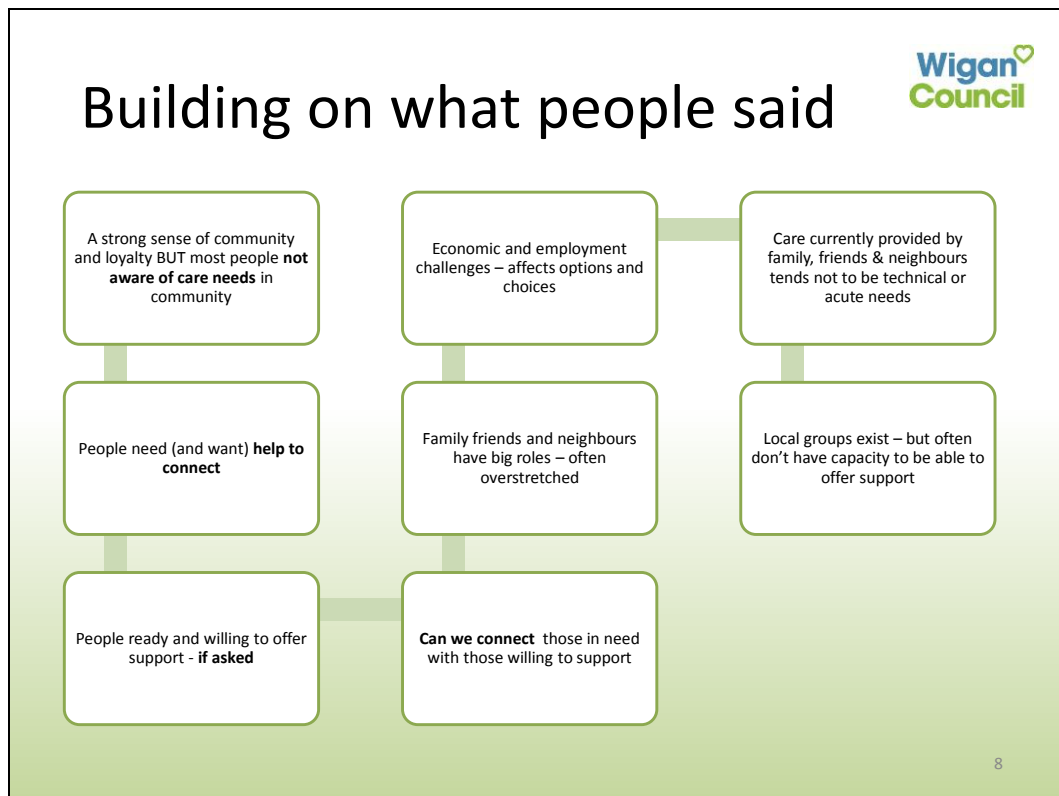 Building on what people said
Wigan
Council
A strong sense of community
and loyalty BUT most people not
aware of care needs in
community
People need (and want) help to
connect
People ready and willing to offer
support - if asked
Can we connect  those in need
with those willing to support
Family friends and neighbours
have big roles – often
overstretched
Economic and employment
challenges – affects options and
choices
Care currently provided by
family, friends & neighbours
tends not to be technical or
acute needs
Local groups exist – but often
don’t have capacity to be able to
offer support
8